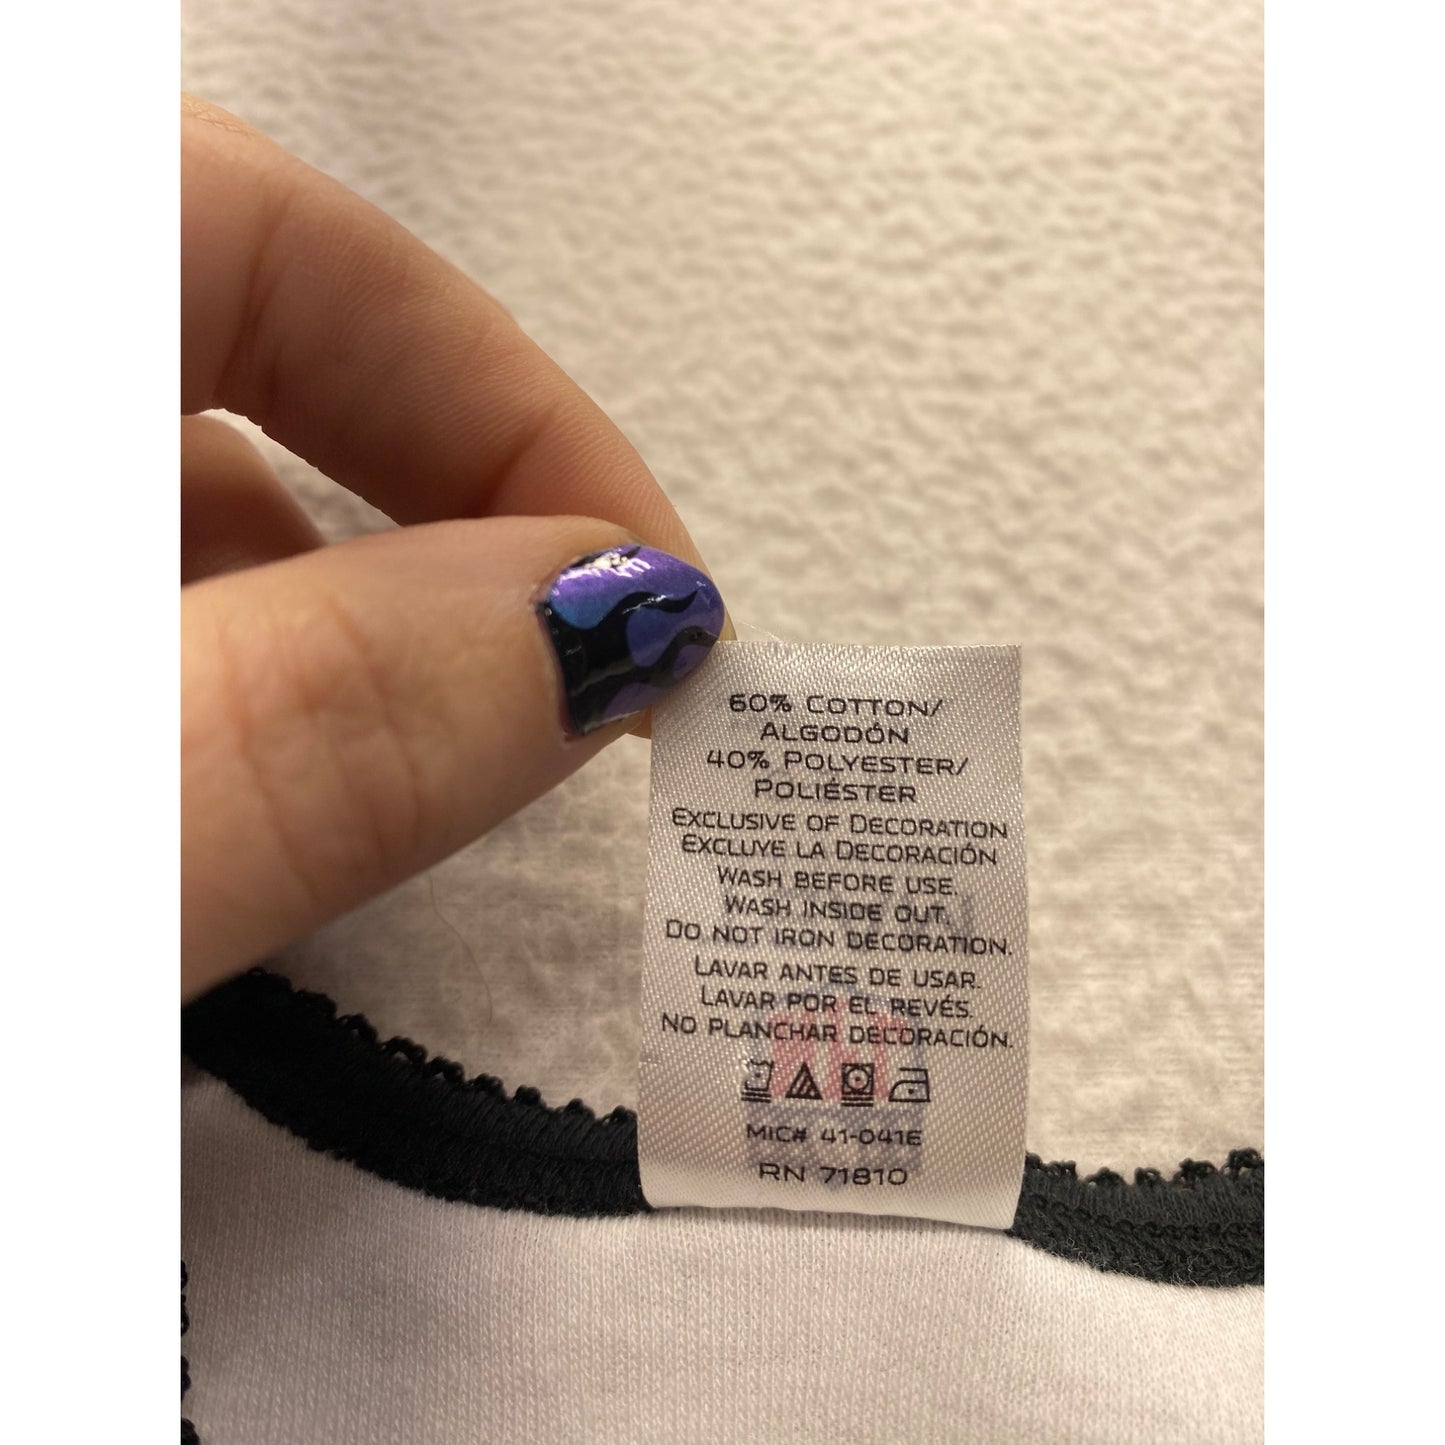 60% COTTON/
ALGODÓN
40% POLYESTER/
POLIÉSTER
EXCLUSIVE OF DECORATION
EXCLUYE LA DECORACIÓN
WASH BEFORE USE.
WASH INSIDE OUT.
DO NOT IRON DECORATION.
LAVAR ANTES DE USAR.
LAVAR POR EL REVÉS.
NO PLANCHAR DECORACIÓN.
MIC# 41-041E
RN 71810